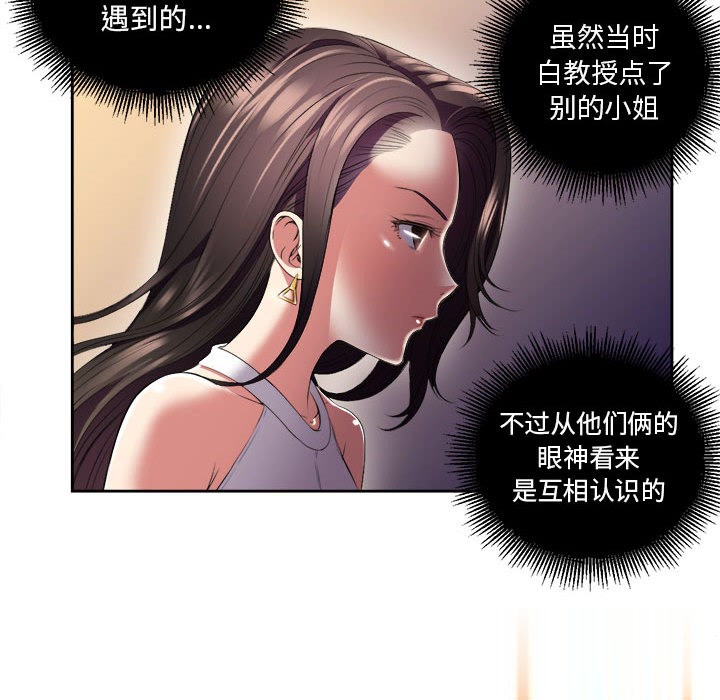 遇到的...
虽然当时
白教授点了
别的小姐
不过从他们俩的
眼神看来
是互相认识的